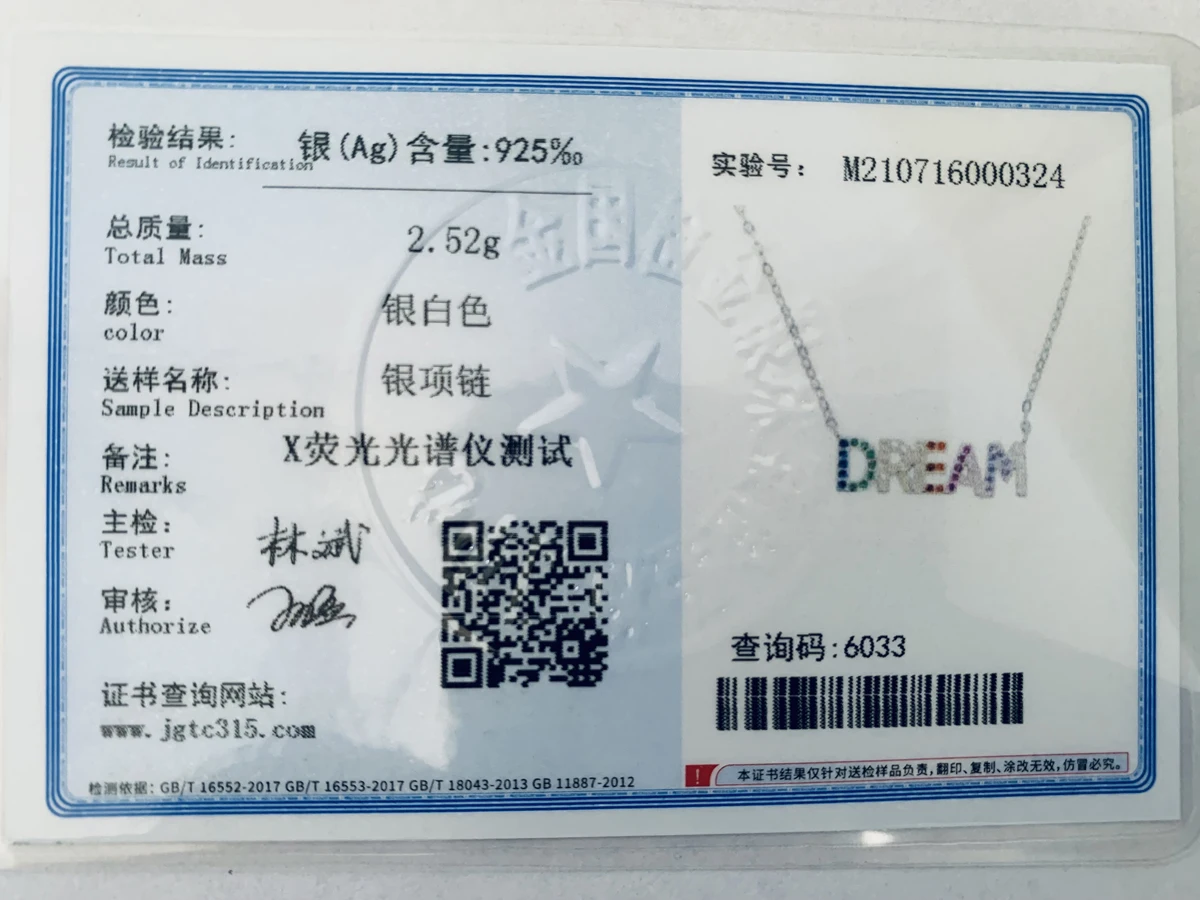 检验结果: 银(Ag)含量:925‰
Result of Identification
总质量: 2.52g
Total Mass
颜色: 银白色
color
送样名称: 银项链
Sample Description
备注: X荧光光谱仪测试
Remarks
主检: 林斌
Tester
审核:
Authorize
证书查询网站:
www.jgtc315.com
检测依据: GB/T 16552-2017 GB/T 16553-2017 GB/T 18043-2013 GB 11887-2012
实验号: M210716000324
DREAM
查询码:6033
! 本证书结果仅针对送检样品负责,翻印、复制、涂改无效,仿冒必究。